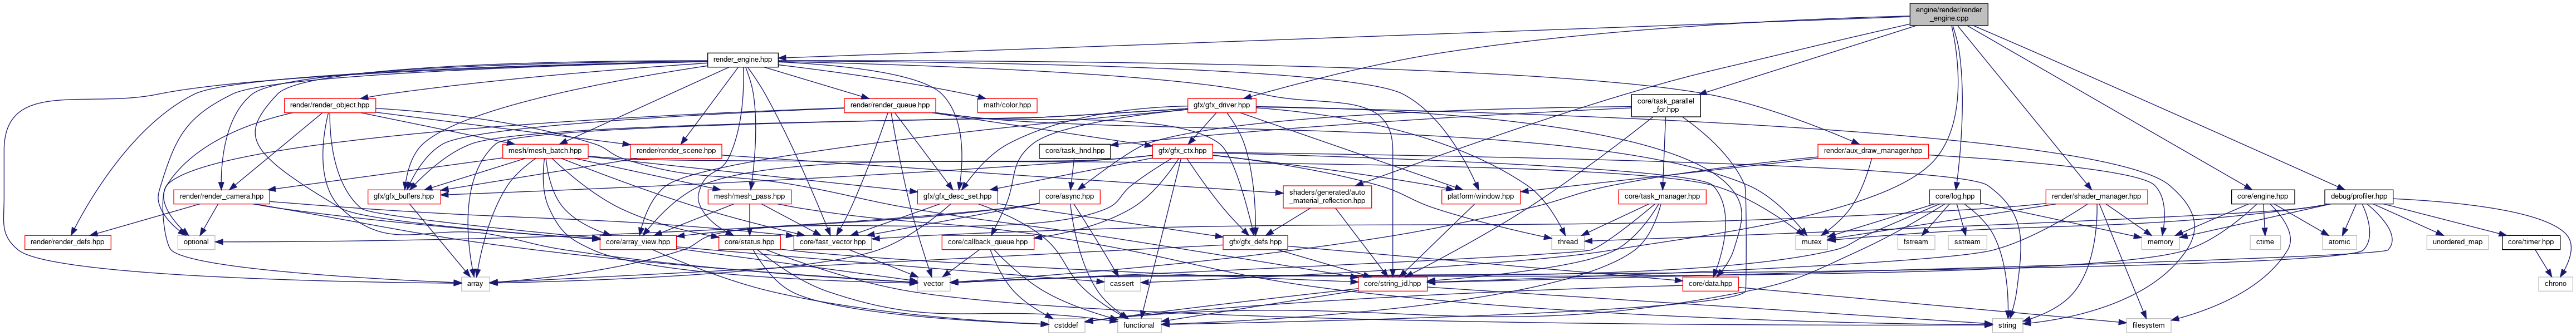 engine/render/render
_engine.cpp
render_engine.hpp
render/render_object.hpp
render/render_queue.hpp
math/color.hpp
gfx/gfx_driver.hpp
core/task_parallel
_for.hpp
mesh/mesh_batch.hpp
render/render_scene.hpp
core/task_hnd.hpp
gfx/gfx_ctx.hpp
render/aux_draw_manager.hpp
render/render_camera.hpp
gfx/gfx_buffers.hpp
mesh/mesh_pass.hpp
gfx/gfx_desc_set.hpp
core/async.hpp
shaders/generated/auto
_material_reflection.hpp
platform/window.hpp
core/task_manager.hpp
core/log.hpp
render/shader_manager.hpp
core/engine.hpp
debug/profiler.hpp
render/render_defs.hpp
optional
core/array_view.hpp
core/status.hpp
core/fast_vector.hpp
core/callback_queue.hpp
gfx/gfx_defs.hpp
thread
mutex
fstream
sstream
memory
ctime
atomic
unordered_map
core/timer.hpp
array
vector
cassert
core/string_id.hpp
core/data.hpp
chrono
cstddef
functional
string
filesystem